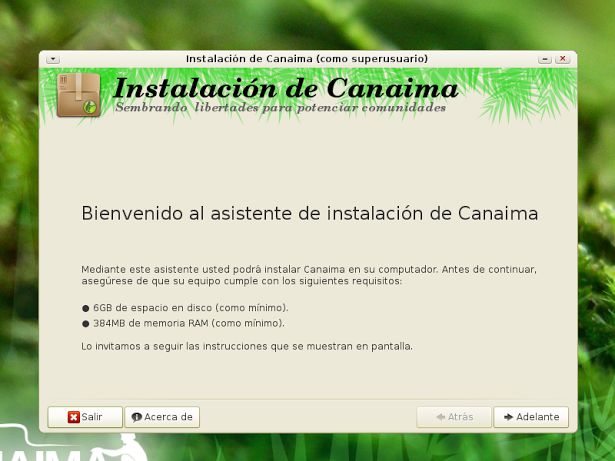 Instalación de Canaima (como superusuario)
Instalación de Canaima
Sembrando libertades para potenciar comunidades
Bienvenido al asistente de instalación de Canaima
Mediante este asistente usted podrá instalar Canaima en su computador. Antes de continuar,
asegúrese de que su equipo cumple con los siguientes requisitos:
● 6GB de espacio en disco (como mínimo).
● 384MB de memoria RAM (como mínimo).
Lo invitamos a seguir las instrucciones que se muestran en pantalla.
Salir Acerca de Atrás Adelante